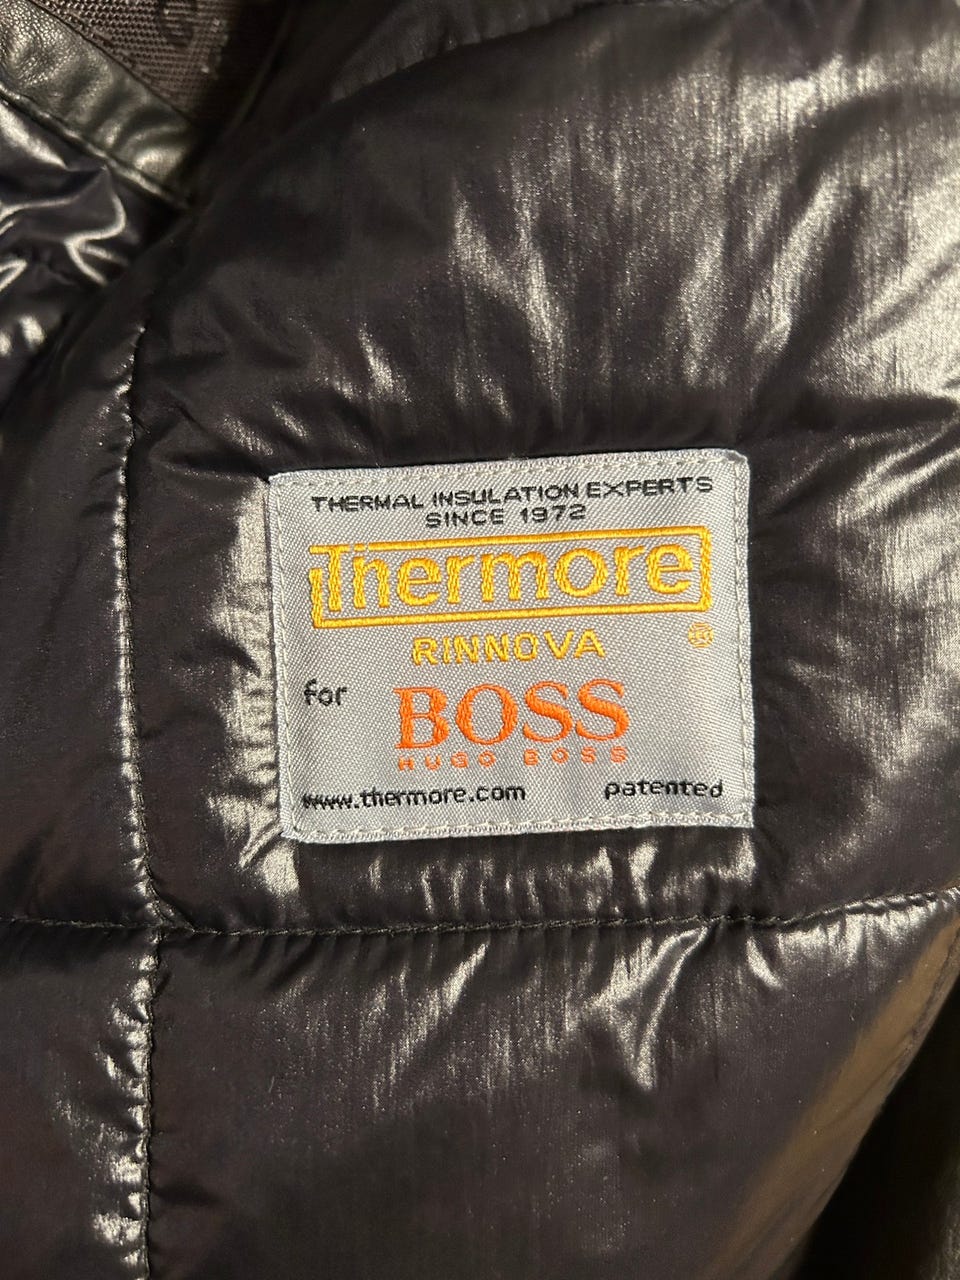 THERMAL INSULATION EXPERTS
SINCE 1972
Thermore
RINNOVA
for BOSS
HUGO BOSS
www.thermore.com patented